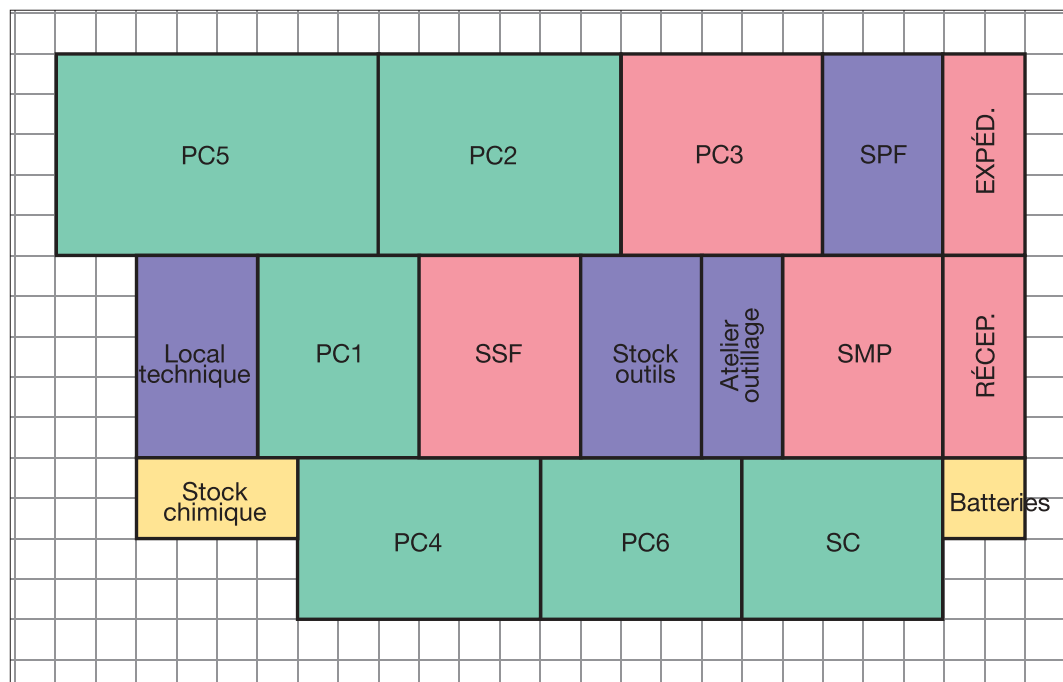 PC5
PC2
PC3
SPF
EXPÉD.
Local
technique
PC1
SSF
Stock
outils
Atelier
outillage
SMP
RÉCEP.
Stock
chimique
PC4
PC6
SC
Batteries